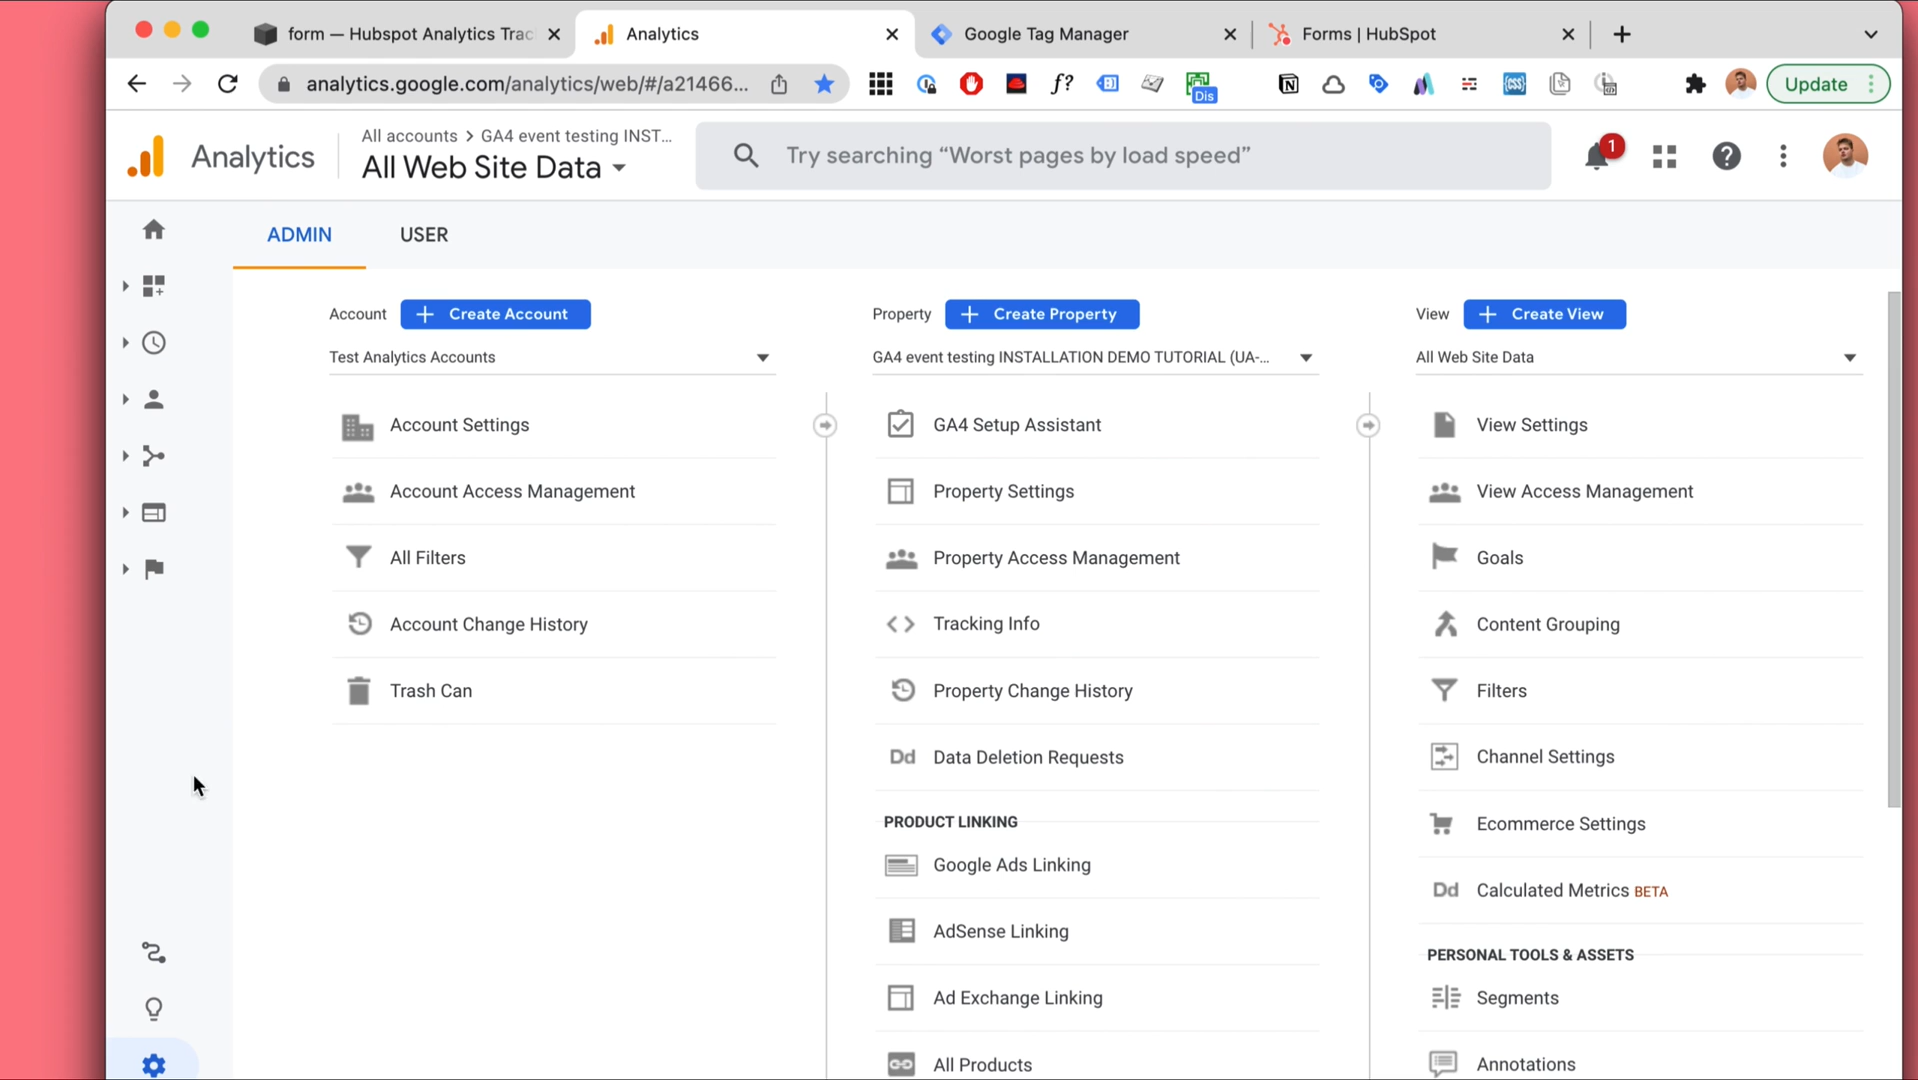 form — Hubspot Analytics Trac
Analytics
Google Tag Manager
Forms | HubSpot
analytics.google.com/analytics/web/#/a21466...
f?
Dis
Update
Analytics
All accounts > GA4 event testing INST...
All Web Site Data
Try searching “Worst pages by load speed”
1
ADMIN
USER
Account
Create Account
Property
Create Property
View
Create View
Test Analytics Accounts
GA4 event testing INSTALLATION DEMO TUTORIAL (UA-...
All Web Site Data
Account Settings
Account Access Management
All Filters
Account Change History
Trash Can
GA4 Setup Assistant
Property Settings
Property Access Management
Tracking Info
Property Change History
Dd Data Deletion Requests
PRODUCT LINKING
Google Ads Linking
AdSense Linking
Ad Exchange Linking
All Products
View Settings
View Access Management
Goals
Content Grouping
Filters
Channel Settings
Ecommerce Settings
Dd Calculated Metrics BETA
PERSONAL TOOLS & ASSETS
Segments
Annotations